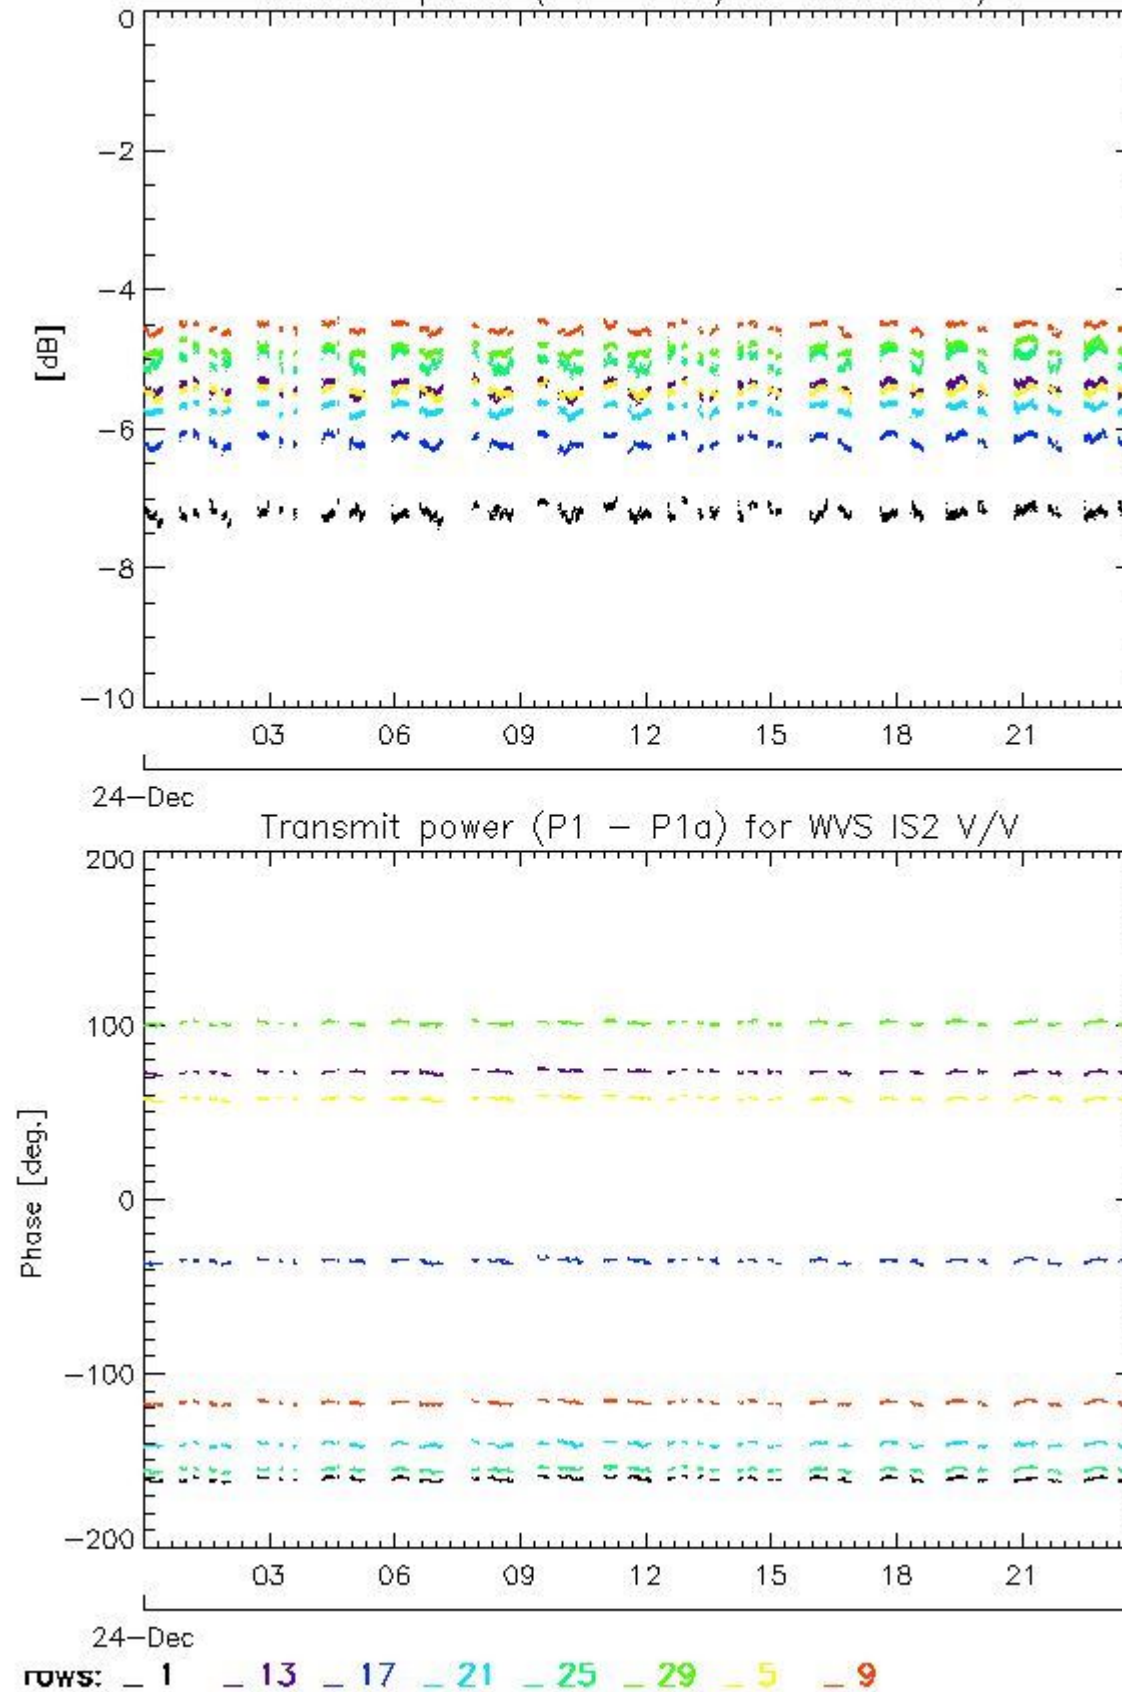 0
-2
-4
[dB]
-6
-8
-10
03 06 09 12 15 18 21
24-Dec
Transmit power (P1 - P1a) for WVS IS2 V/V
200
100
0
Phase [deg.]
-100
-200
03 06 09 12 15 18 21
24-Dec
rows: _ 1 _ 13 _ 17 _ 21 _ 25 _ 29 _ 5 _ 9